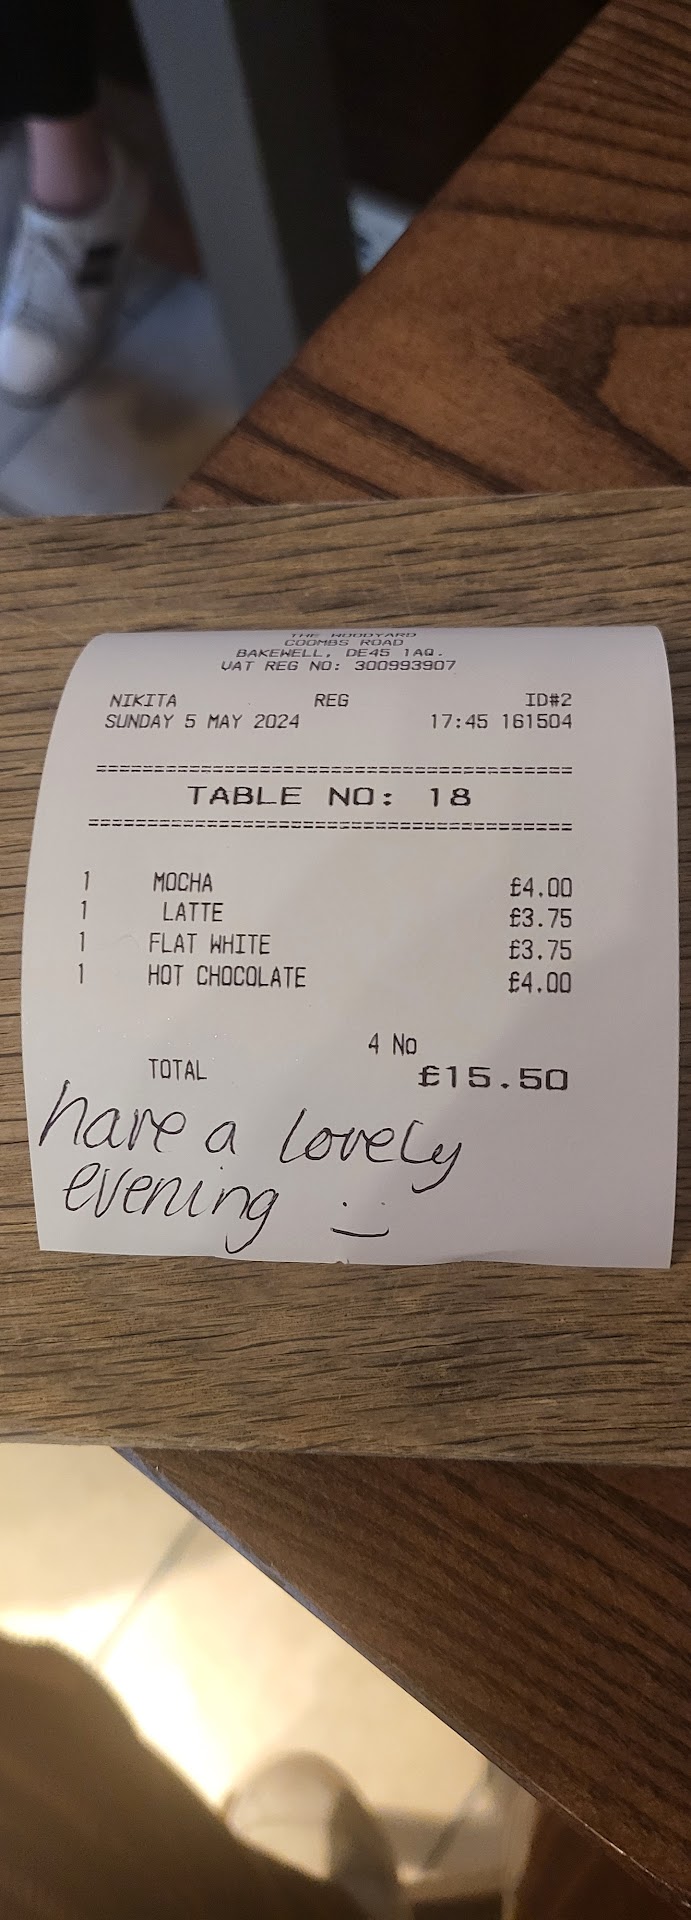 THE WOODYARD
COOMBS ROAD
BAKEWELL, DE45 1AQ.
VAT REG NO: 300993907
NIKITA REG ID#2
SUNDAY 5 MAY 2024 17:45 161504
=================================================
TABLE NO: 18
=================================================
1 MOCHA £4.00
1 LATTE £3.75
1 FLAT WHITE £3.75
1 HOT CHOCOLATE £4.00
4 No
TOTAL £15.50
have a lovely
evening :)